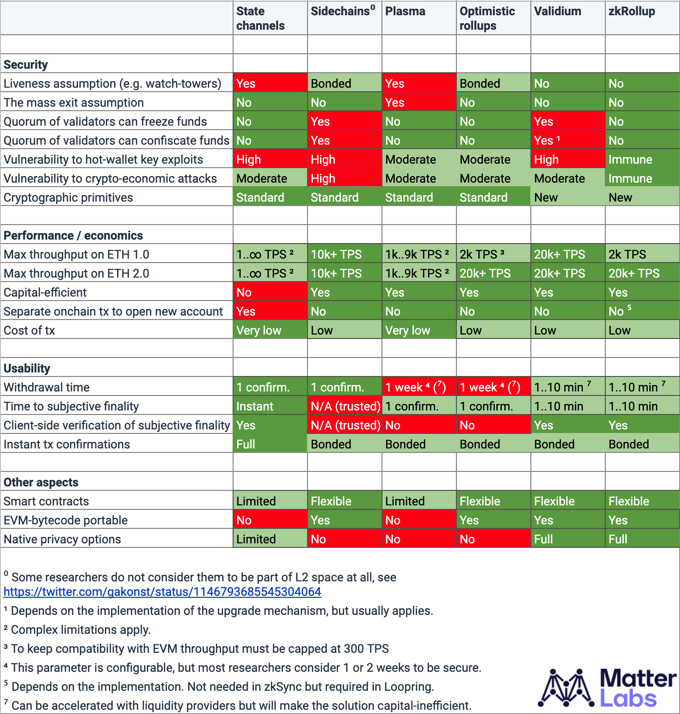 State channels Sidechains⁰ Plasma Optimistic rollups Validium zkRollup
Security
Liveness assumption (e.g. watch-towers) Yes Bonded Yes Bonded No No
The mass exit assumption No No Yes No No No
Quorum of validators can freeze funds No Yes No No Yes No
Quorum of validators can confiscate funds No Yes No No Yes ¹ No
Vulnerability to hot-wallet key exploits High High Moderate Moderate High Immune
Vulnerability to crypto-economic attacks Moderate High Moderate Moderate Moderate Immune
Cryptographic primitives Standard Standard Standard Standard New New
Performance / economics
Max throughput on ETH 1.0 1..∞ TPS ² 10k+ TPS 1k..9k TPS ² 2k TPS ³ 20k+ TPS 2k TPS
Max throughput on ETH 2.0 1..∞ TPS ² 10k+ TPS 1k..9k TPS ² 20k+ TPS 20k+ TPS 20k+ TPS
Capital-efficient No Yes Yes Yes Yes Yes
Separate onchain tx to open new account Yes No No No No No ⁵
Cost of tx Very low Low Very low Low Low Low
Usability
Withdrawal time 1 confirm. 1 confirm. 1 week ⁴ (⁷) 1 week ⁴ (⁷) 1..10 min ⁷ 1..10 min ⁷
Time to subjective finality Instant N/A (trusted) 1 confirm. 1 confirm. 1..10 min 1..10 min
Client-side verification of subjective finality Yes N/A (trusted) No No Yes Yes
Instant tx confirmations Full Bonded Bonded Bonded Bonded Bonded
Other aspects
Smart contracts Limited Flexible Limited Flexible Flexible Flexible
EVM-bytecode portable No Yes No Yes Yes Yes
Native privacy options Limited No No No Full Full
⁰ Some researchers do not consider them to be part of L2 space at all, see
https://twitter.com/gakonst/status/1146793685545304064
¹ Depends on the implementation of the upgrade mechanism, but usually applies.
² Complex limitations apply.
³ To keep compatibility with EVM throughput must be capped at 300 TPS
⁴ This parameter is configurable, but most researchers consider 1 or 2 weeks to be secure.
⁵ Depends on the implementation. Not needed in zkSync but required in Loopring.
⁷ Can be accelerated with liquidity providers but will make the solution capital-inefficient.
Matter
Labs